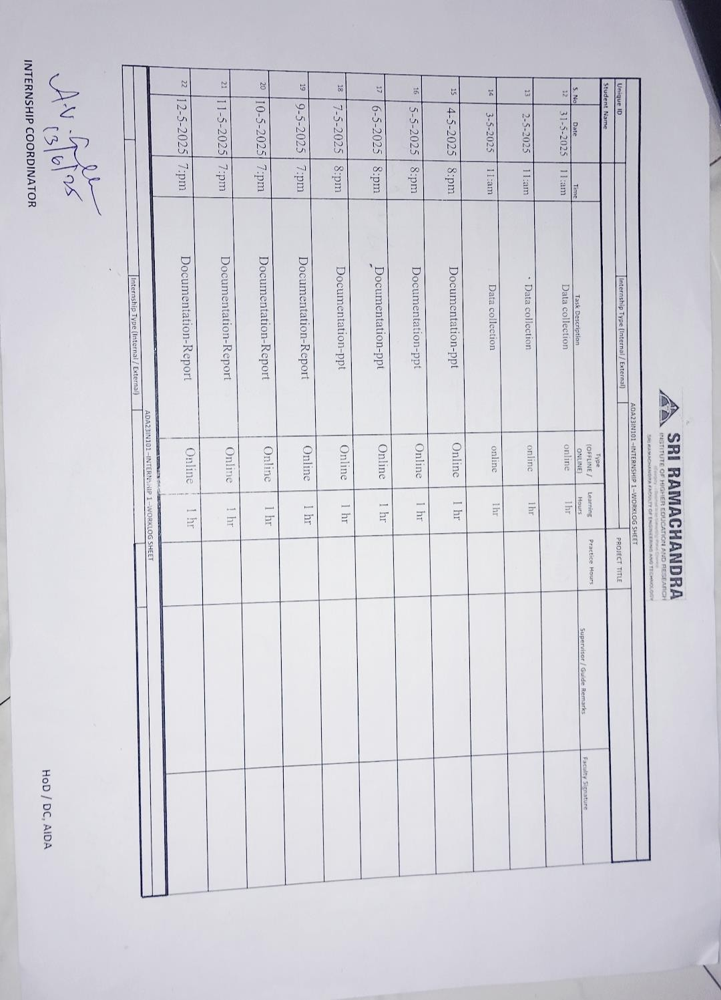 SRI RAMACHANDRA
INSTITUTE OF HIGHER EDUCATION AND RESEARCH
SRI RAMACHANDRA FACULTY OF ENGINEERING AND TECHNOLOGY
ADA23IN101-INTERNSHIP 1-WORKLOG SHEET
Unique ID Internship Type (Internal / External) PROJECT TITLE
Student Name
S. No Date Time Task Description Type (OFFLINE / ONLINE) Learning Hours Practice Hours Supervisor / Guide Remarks Faculty Signature
12 31-5-2025 11:am Data collection online 1hr
13 2-5-2025 11:am Data collection online 1hr
14 3-5-2025 11:am Data collection online 1hr
15 4-5-2025 8:pm Documentation-ppt Online 1 hr
16 5-5-2025 8:pm Documentation-ppt Online 1 hr
17 6-5-2025 8:pm Documentation-ppt Online 1 hr
18 7-5-2025 8:pm Documentation-ppt Online 1 hr
19 9-5-2025 7:pm Documentation-Report Online 1 hr
20 10-5-2025 7:pm Documentation-Report Online 1 hr
21 11-5-2025 7:pm Documentation-Report Online 1 hr
22 12-5-2025 7:pm Documentation-Report Online 1 hr
ADA23IN101-INTERNSHIP 1-WORKLOG SHEET
Internship Type (Internal / External)
A.V.
13/6/25
INTERNSHIP COORDINATOR HoD / DC, AIDA